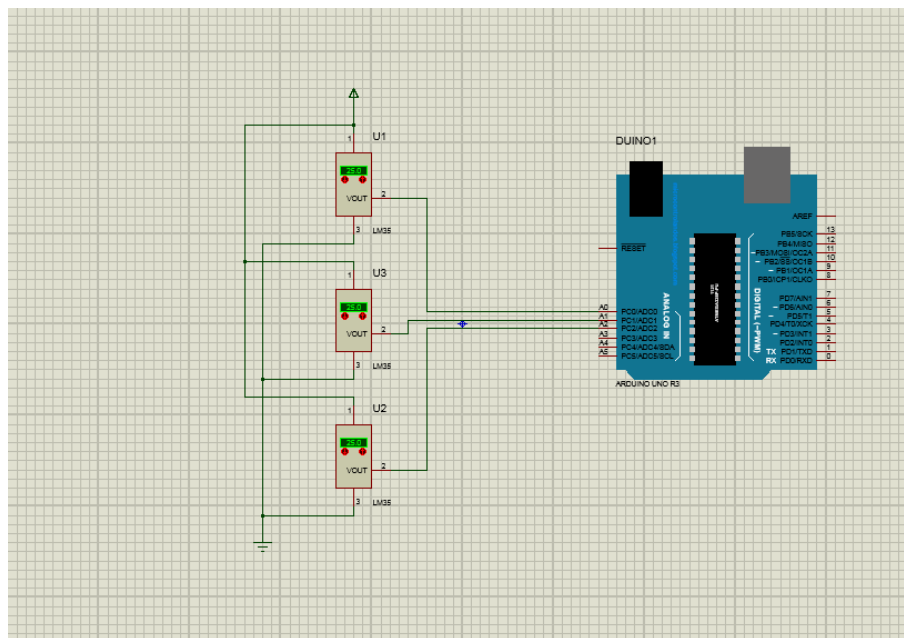 1
U1
25.0
VOUT
2
3
LM35
1
U3
25.0
VOUT
2
3
LM35
1
U2
25.0
VOUT
2
3
LM35
DUINO1
RESET
AREF
PB5/SCK 13
PB4/MISO 12
~PB3/MOSI/OC2A 11
~PB2/SS/OC1B 10
~PB1/OC1A 9
PB0/ICP1/CLKO 8
PD7/AIN1 7
~PD6/AIN0 6
~PD5/T1 5
PD4/T0/XCK 4
~PD3/INT1 3
PD2/INT0 2
TX PD1/TXD 1
RX PD0/RXD 0
DIGITAL (~PWM)
ANALOG IN
A0 PC0/ADC0
A1 PC1/ADC1
A2 PC2/ADC2
A3 PC3/ADC3
A4 PC4/ADC4/SDA
A5 PC5/ADC5/SCL
ARDUINO UNO R3